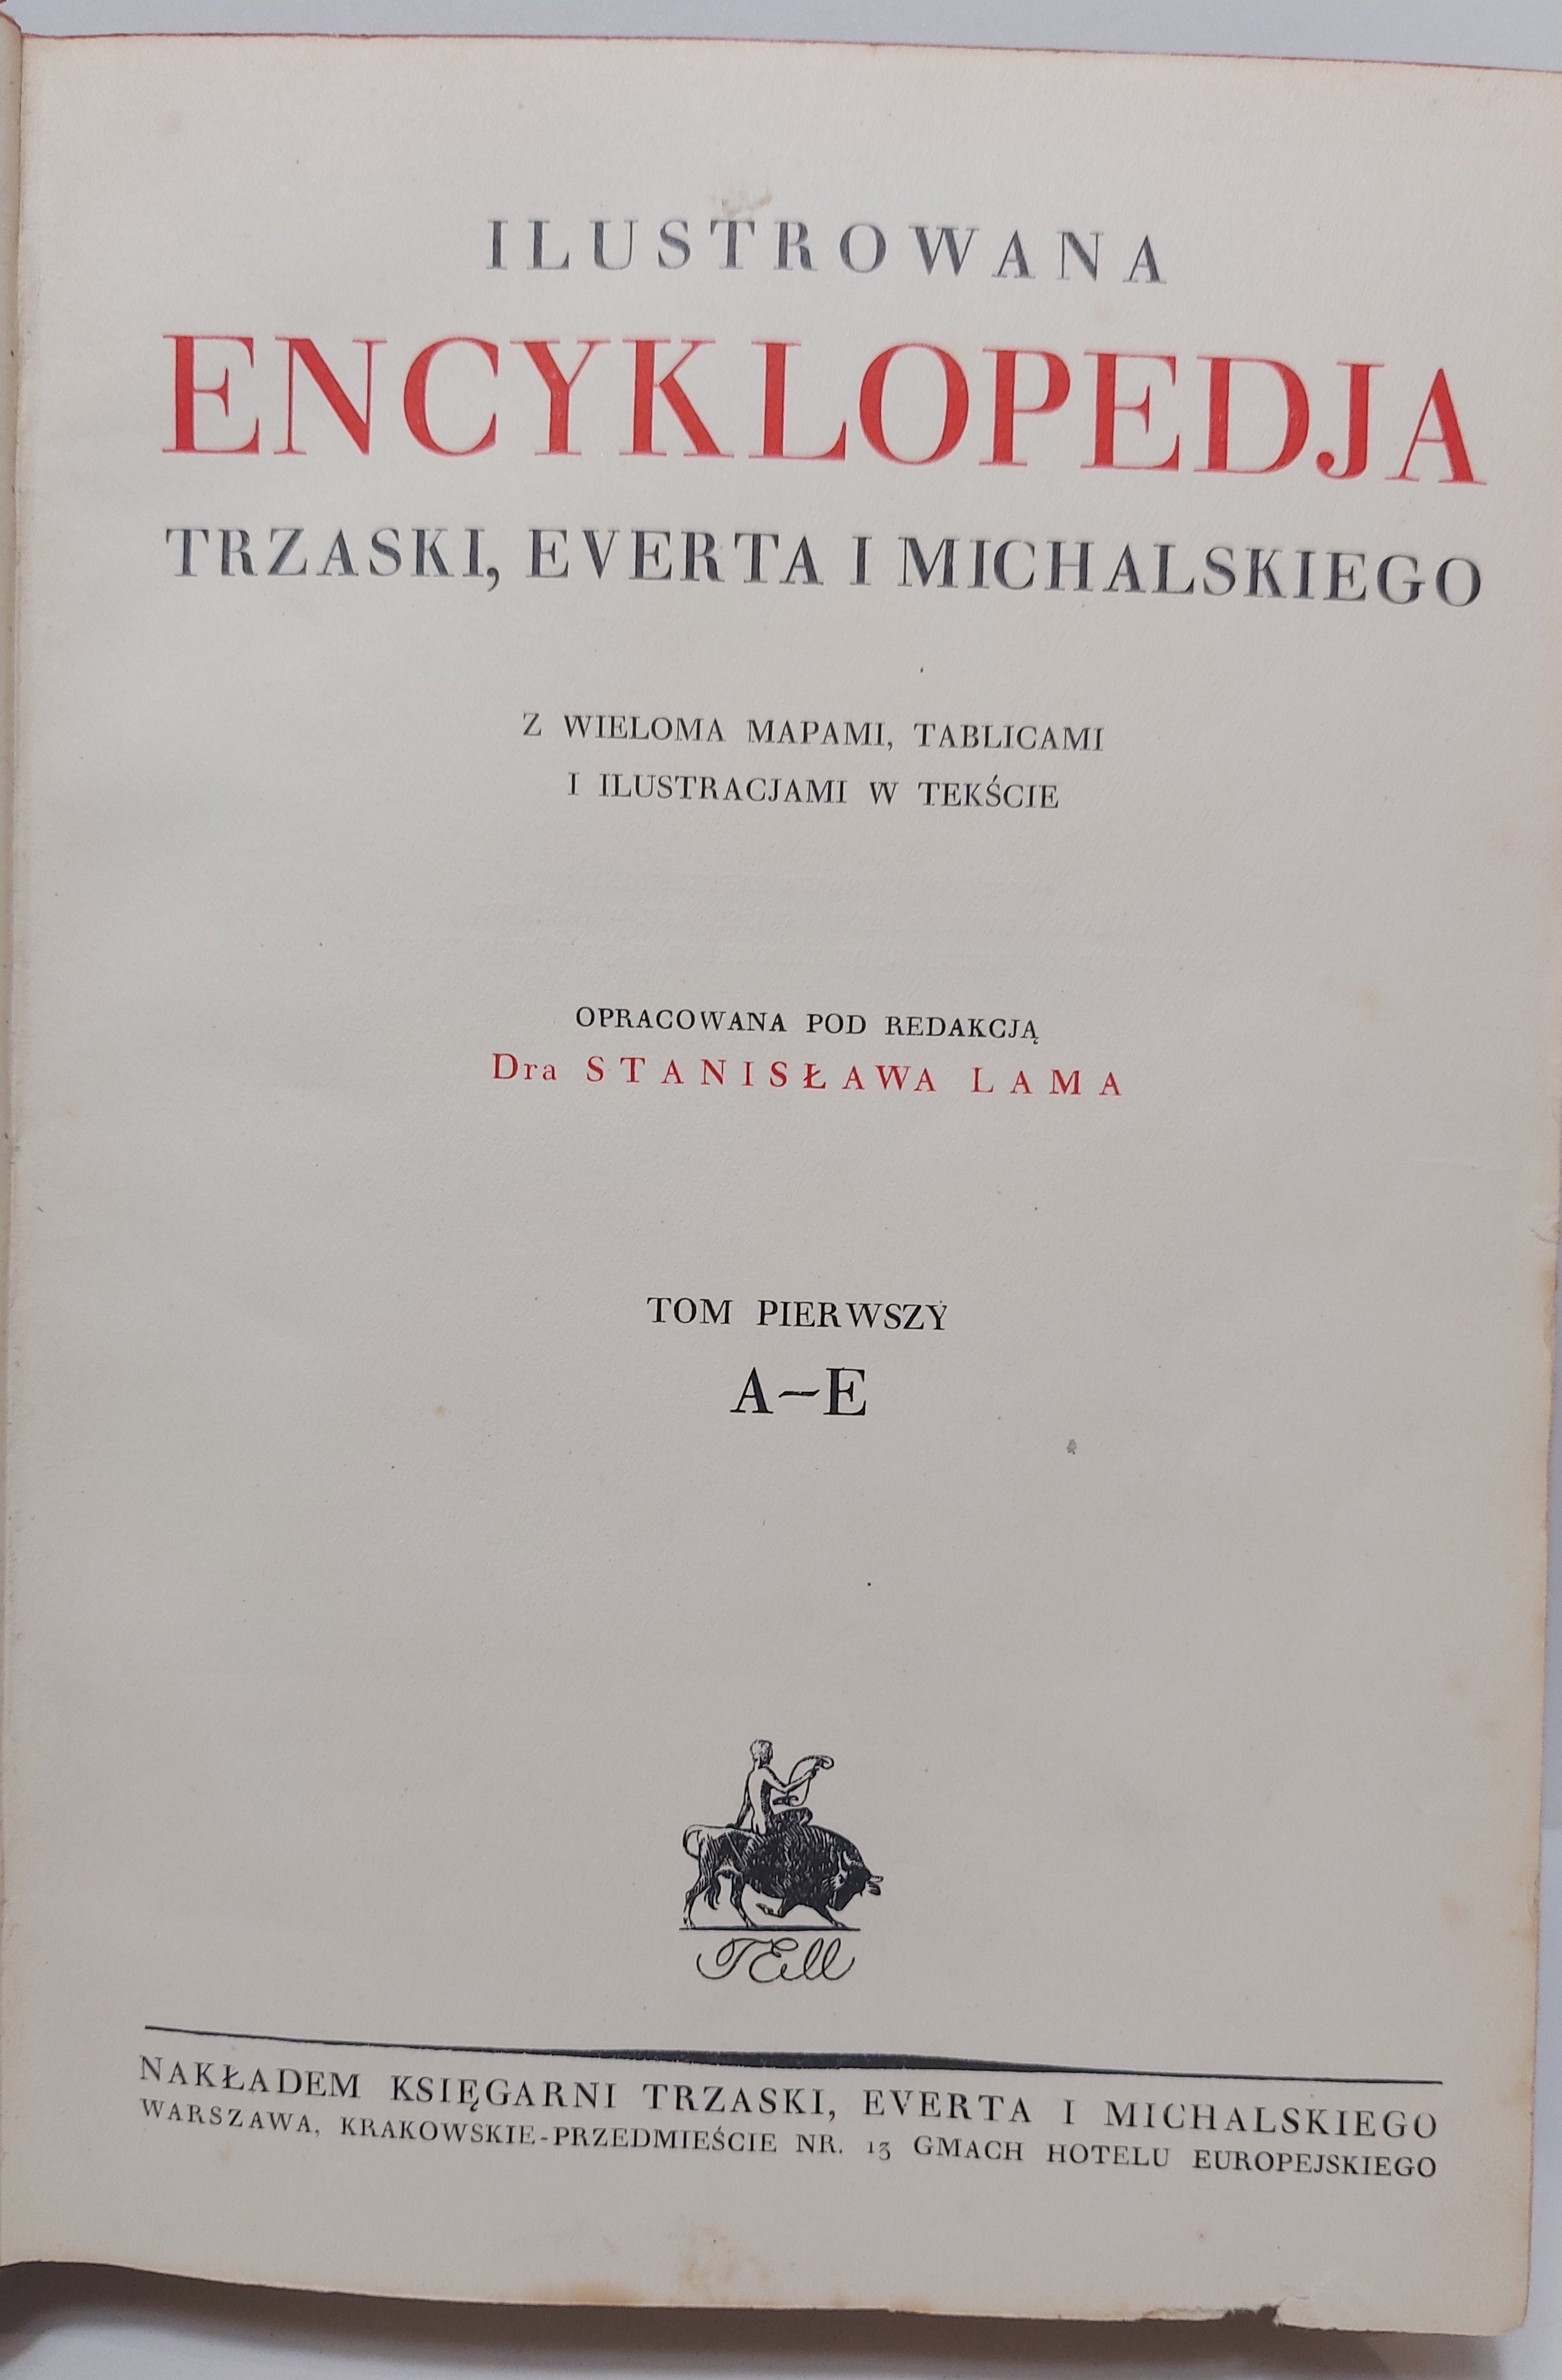 ILUSTROWANA
ENCYKLOPEDJA
TRZASKI, EVERTA I MICHALSKIEGO
Z WIELOMA MAPAMI, TABLICAMI
I ILUSTRACJAMI W TEKŚCIE
OPRACOWANA POD REDAKCJĄ
Dra STANISŁAWA LAMA
TOM PIERWSZY
A–E
TEM
NAKŁADEM KSIĘGARNI TRZASKI, EVERTA I MICHALSKIEGO
WARSZAWA, KRAKOWSKIE-PRZEDMIEŚCIE NR. 13 GMACH HOTELU EUROPEJSKIEGO